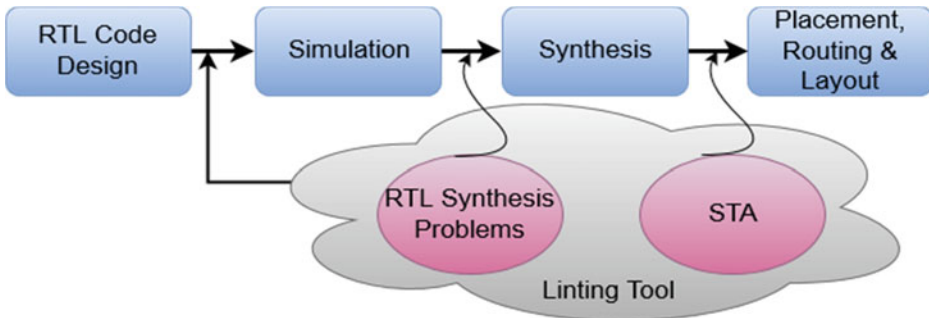 RTL Code
Design
Simulation
Synthesis
Placement,
Routing &
Layout
RTL Synthesis
Problems
STA
Linting Tool